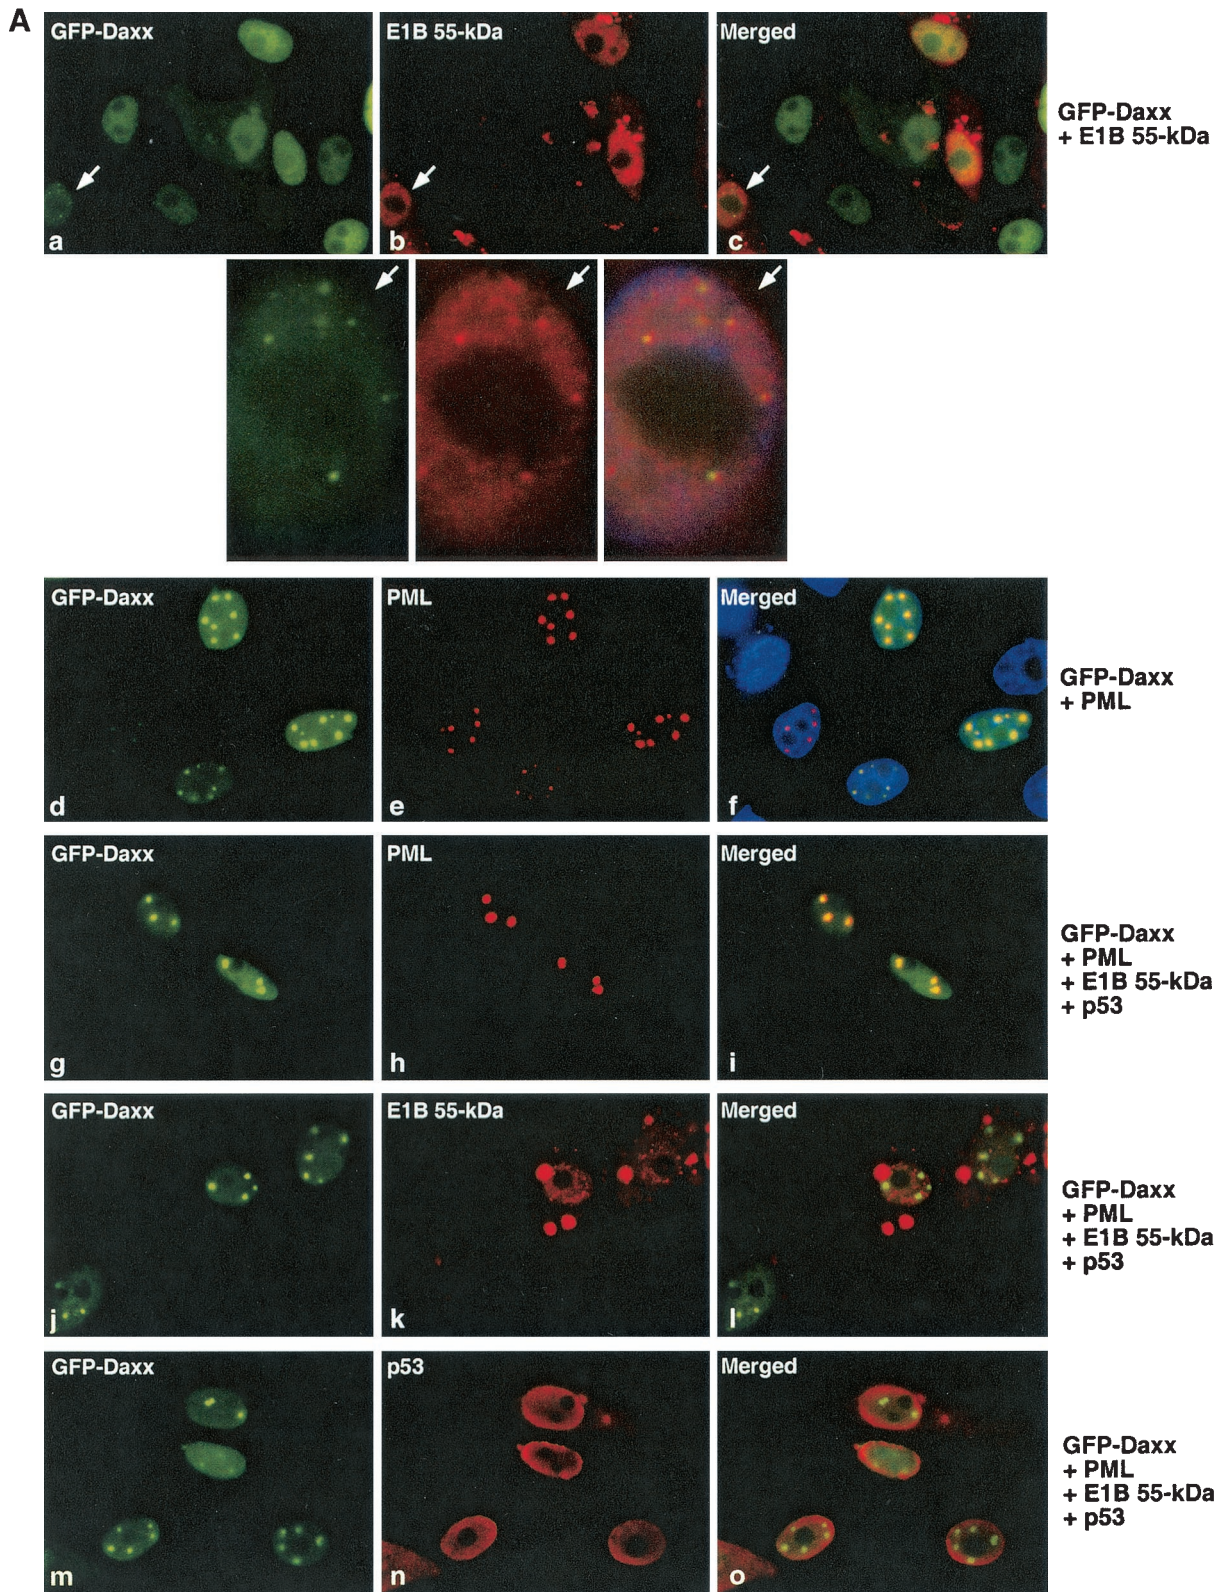 A
GFP-Daxx
E1B 55-kDa
Merged
a
b
c
GFP-Daxx
+ E1B 55-kDa
GFP-Daxx
PML
Merged
d
e
f
GFP-Daxx
+ PML
GFP-Daxx
PML
Merged
g
h
i
GFP-Daxx
+ PML
+ E1B 55-kDa
+ p53
GFP-Daxx
E1B 55-kDa
Merged
j
k
l
GFP-Daxx
+ PML
+ E1B 55-kDa
+ p53
GFP-Daxx
p53
Merged
m
n
o
GFP-Daxx
+ PML
+ E1B 55-kDa
+ p53